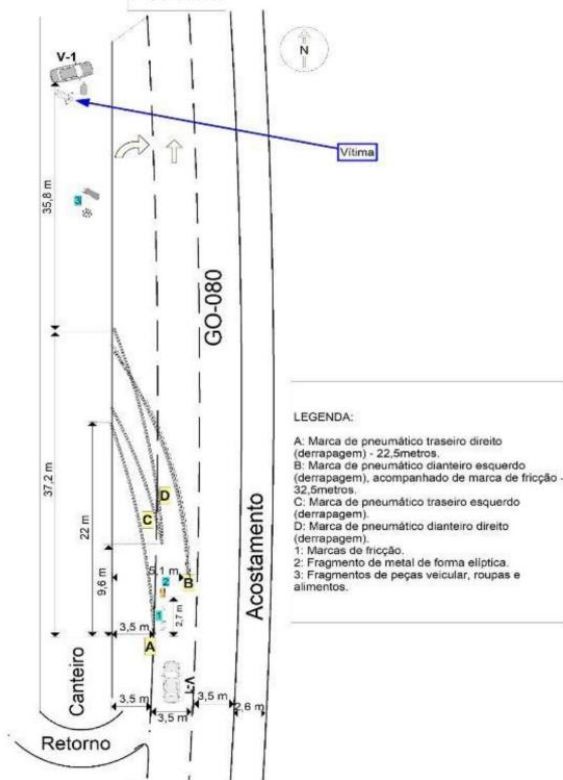 N
V-1
Vítima
35,8 m
3
GO-080
37,2 m
22 m
D
C
9,6 m
5,1 m
2
B
1
2,7 m
3,5 m
A
Acostamento
Canteiro
V-1
3,5 m
3,5 m
3,5 m
2,6 m
Retorno
LEGENDA:
A: Marca de pneumático traseiro direito
(derrapagem) - 22,5metros.
B: Marca de pneumático dianteiro esquerdo
(derrapagem), acompanhado de marca de fricção -
32,5metros.
C: Marca de pneumático traseiro esquerdo
(derrapagem).
D: Marca de pneumático dianteiro direito
(derrapagem).
1: Marcas de fricção.
2: Fragmento de metal de forma elíptica.
3: Fragmentos de peças veicular, roupas e
alimentos.